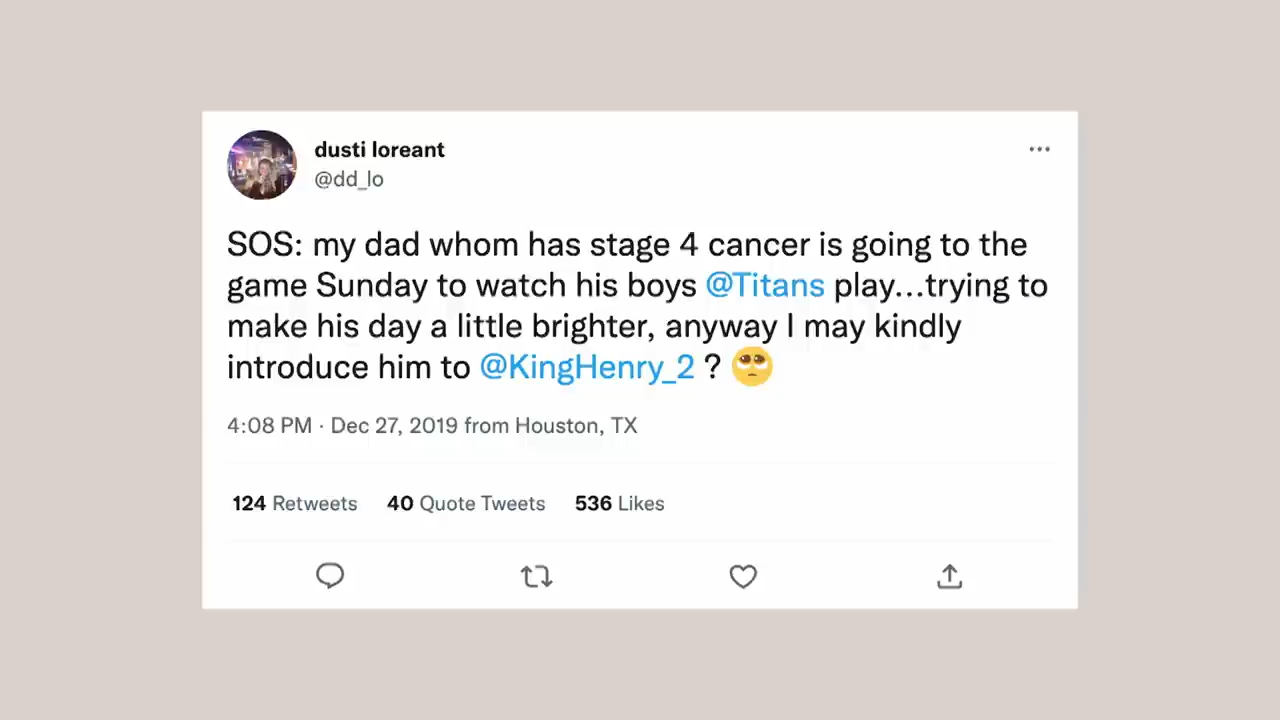 dusti loreant
@dd_lo
SOS: my dad whom has stage 4 cancer is going to the
game Sunday to watch his boys @Titans play...trying to
make his day a little brighter, anyway I may kindly
introduce him to @KingHenry_2 ? 🥺
4:08 PM · Dec 27, 2019 from Houston, TX
124 Retweets 40 Quote Tweets 536 Likes